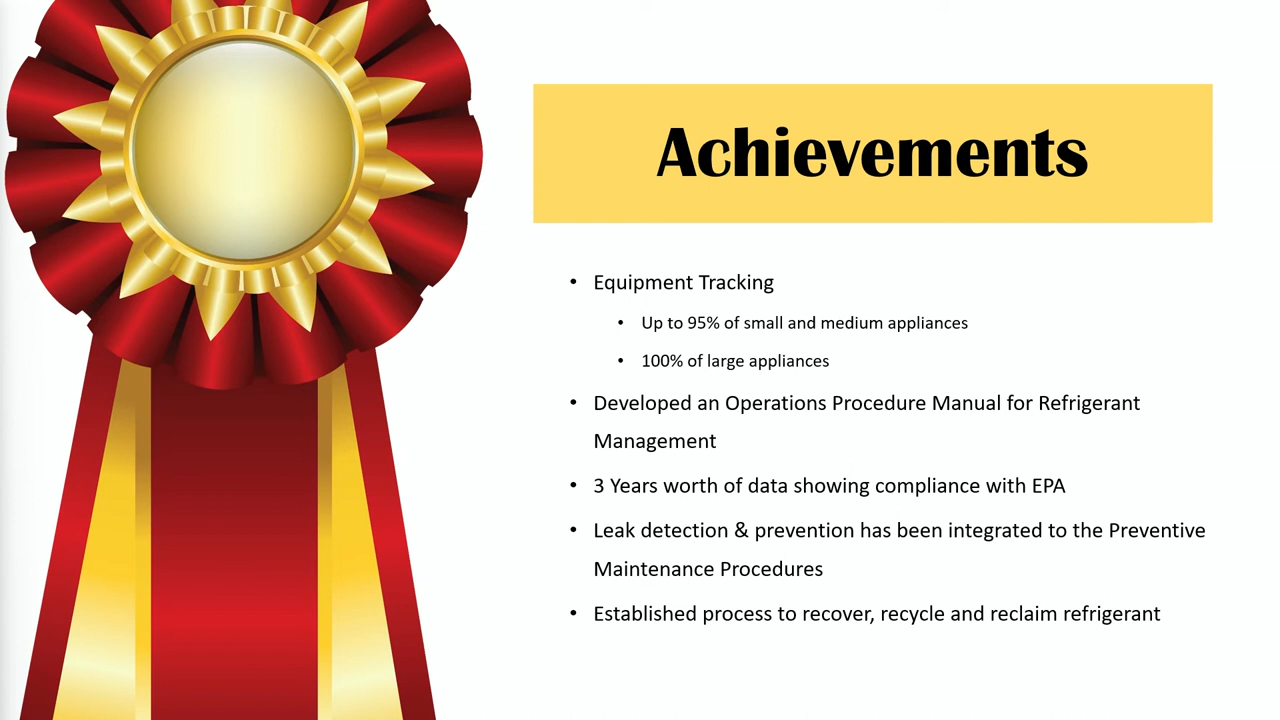 Achievements
• Equipment Tracking
• Up to 95% of small and medium appliances
• 100% of large appliances
• Developed an Operations Procedure Manual for Refrigerant
Management
• 3 Years worth of data showing compliance with EPA
• Leak detection & prevention has been integrated to the Preventive
Maintenance Procedures
• Established process to recover, recycle and reclaim refrigerant